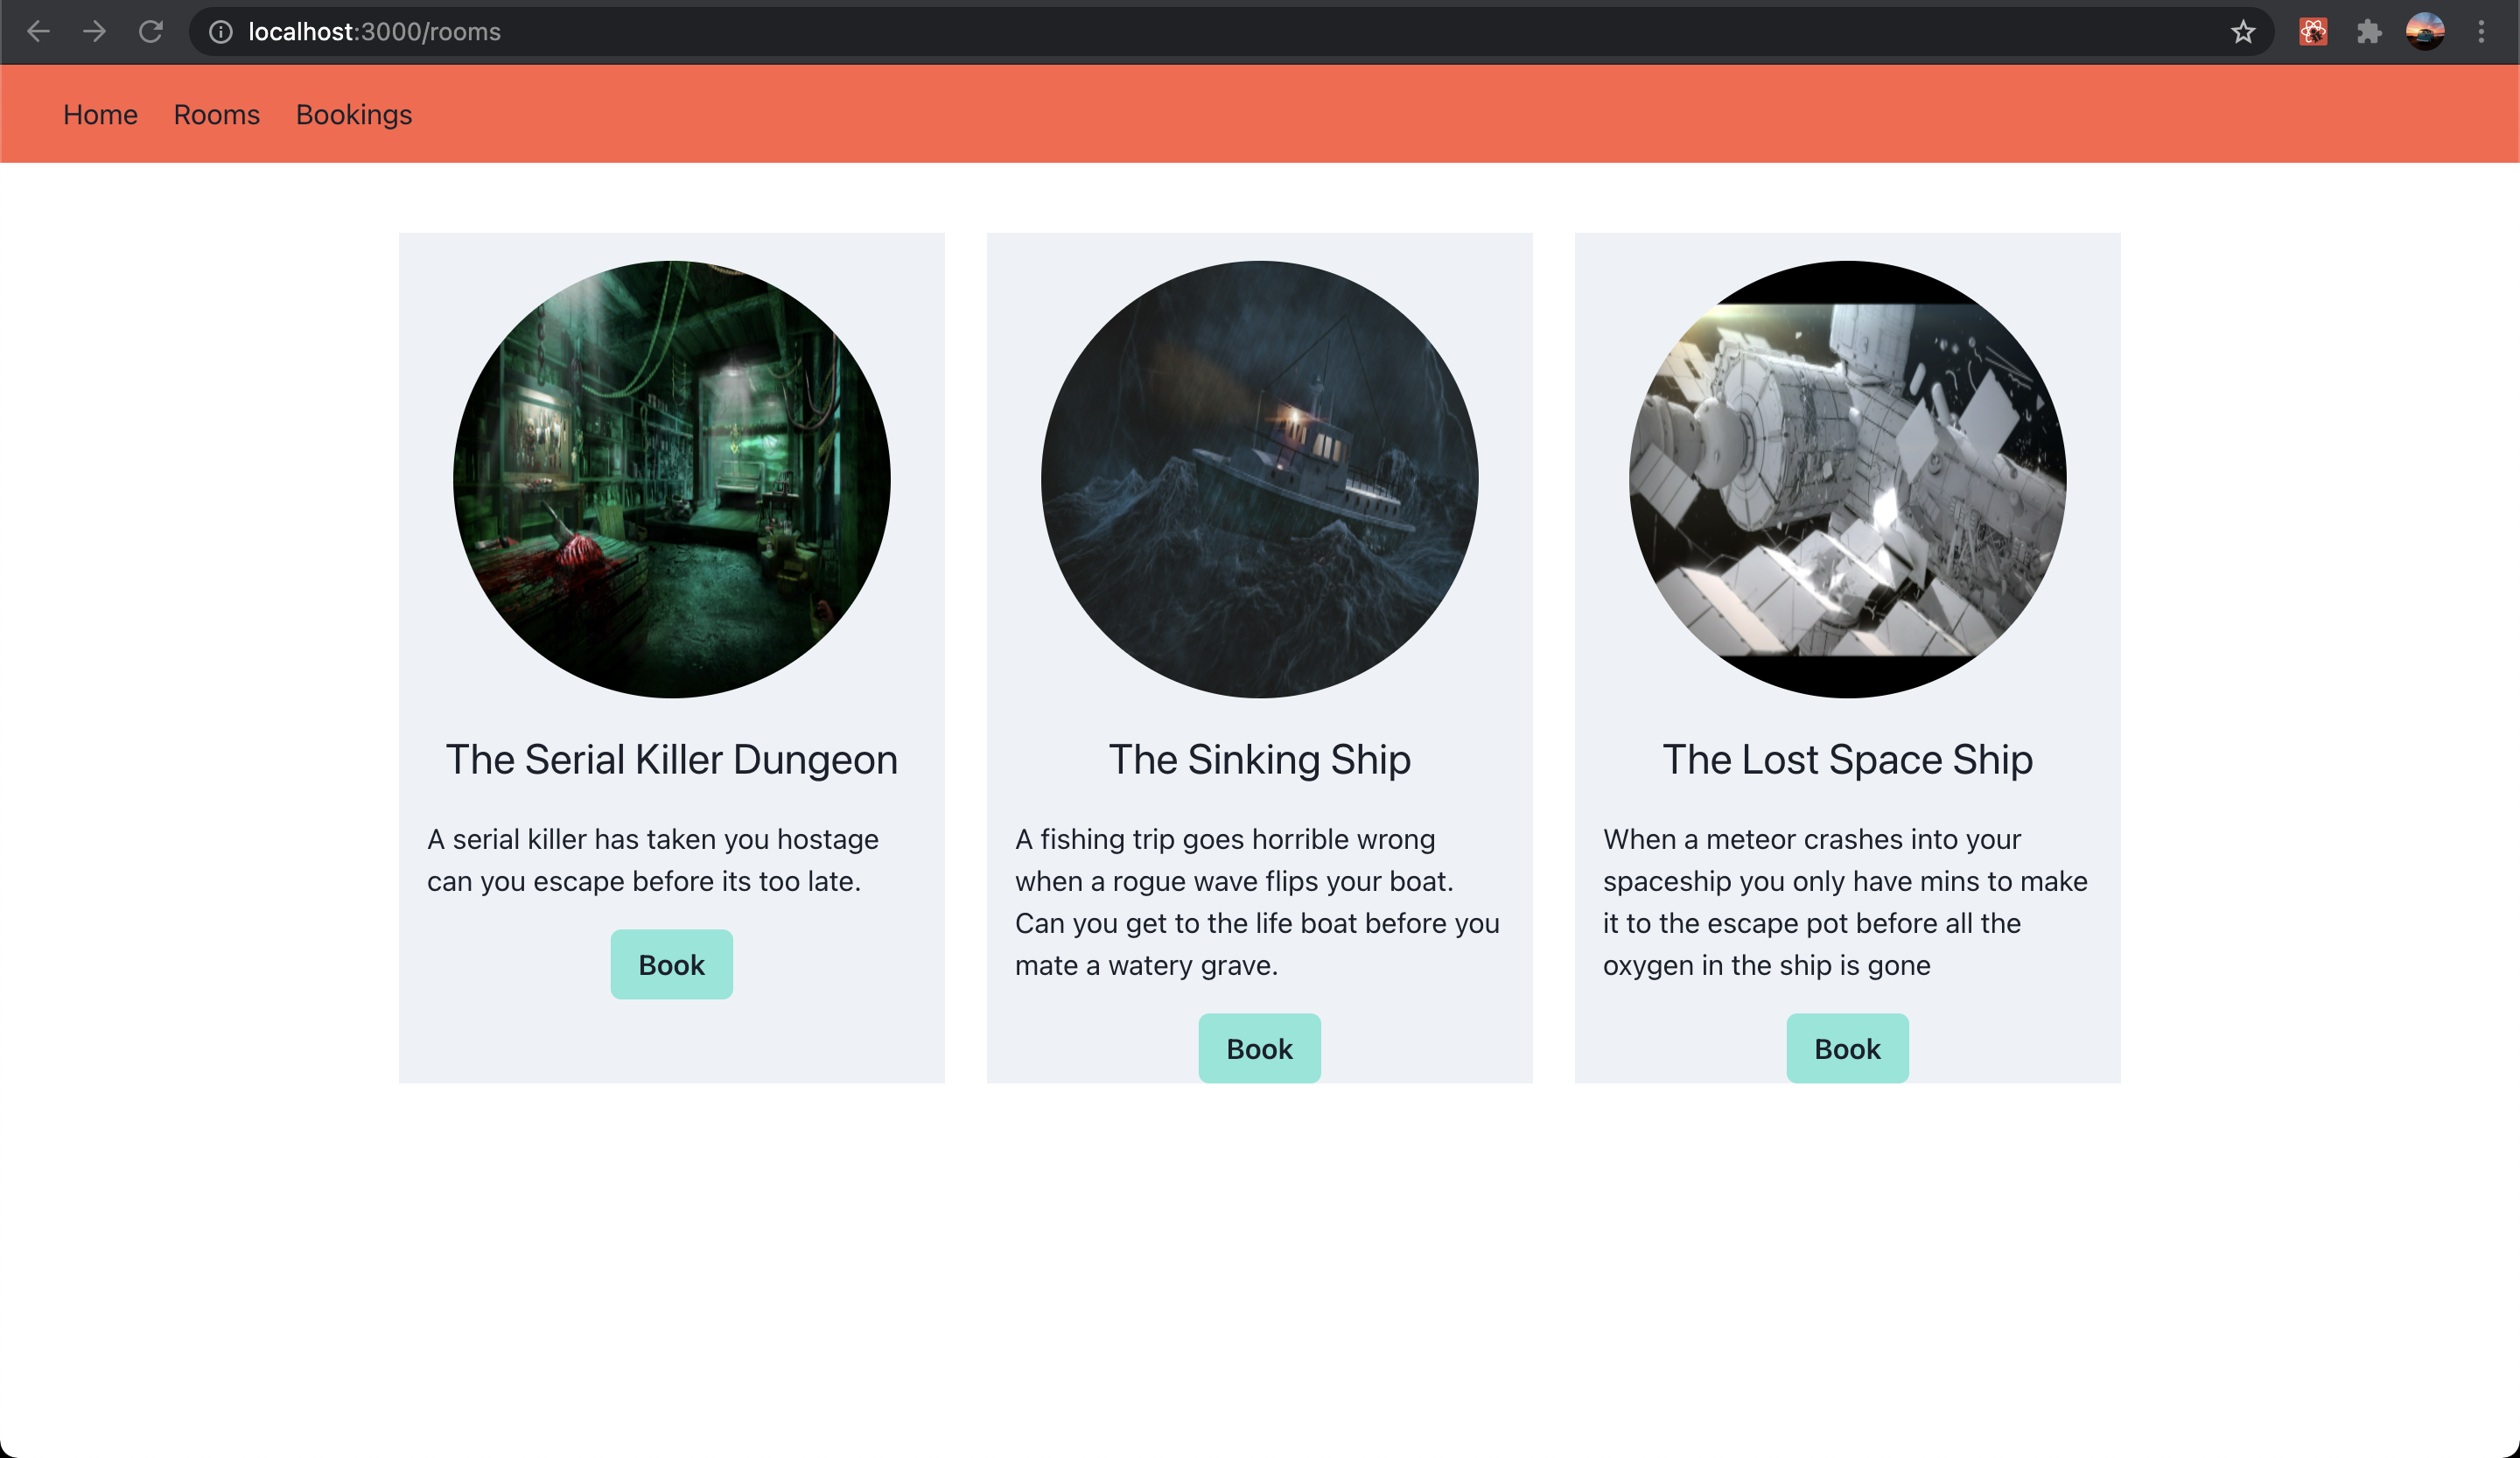 localhost:3000/rooms
Home Rooms Bookings
The Serial Killer Dungeon
A serial killer has taken you hostage
can you escape before its too late.
Book
The Sinking Ship
A fishing trip goes horrible wrong
when a rogue wave flips your boat.
Can you get to the life boat before you
mate a watery grave.
Book
The Lost Space Ship
When a meteor crashes into your
spaceship you only have mins to make
it to the escape pot before all the
oxygen in the ship is gone
Book